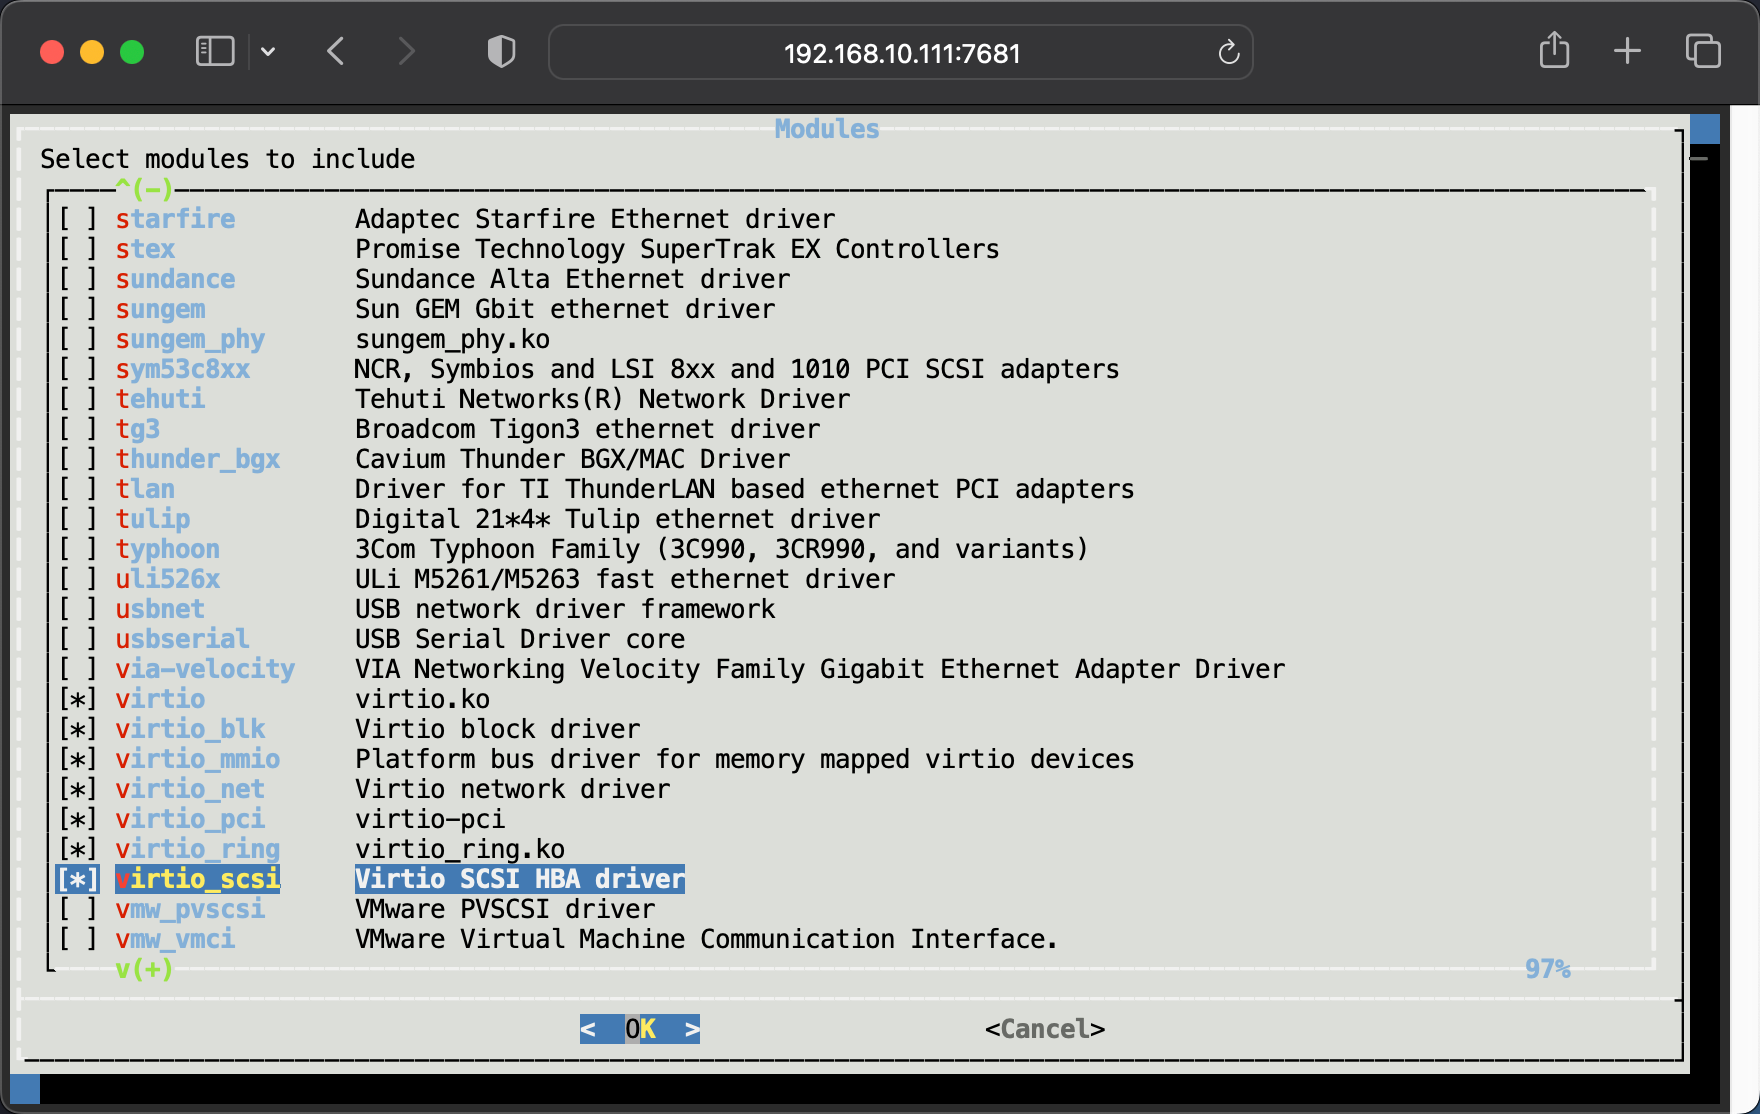 192.168.10.111:7681
Modules
Select modules to include
^(-)
[ ] starfire Adaptec Starfire Ethernet driver
[ ] stex Promise Technology SuperTrak EX Controllers
[ ] sundance Sundance Alta Ethernet driver
[ ] sungem Sun GEM Gbit ethernet driver
[ ] sungem_phy sungem_phy.ko
[ ] sym53c8xx NCR, Symbios and LSI 8xx and 1010 PCI SCSI adapters
[ ] tehuti Tehuti Networks(R) Network Driver
[ ] tg3 Broadcom Tigon3 ethernet driver
[ ] thunder_bgx Cavium Thunder BGX/MAC Driver
[ ] tlan Driver for TI ThunderLAN based ethernet PCI adapters
[ ] tulip Digital 21*4* Tulip ethernet driver
[ ] typhoon 3Com Typhoon Family (3C990, 3CR990, and variants)
[ ] uli526x ULi M5261/M5263 fast ethernet driver
[ ] usbnet USB network driver framework
[ ] usbserial USB Serial Driver core
[ ] via-velocity VIA Networking Velocity Family Gigabit Ethernet Adapter Driver
[*] virtio virtio.ko
[*] virtio_blk Virtio block driver
[*] virtio_mmio Platform bus driver for memory mapped virtio devices
[*] virtio_net Virtio network driver
[*] virtio_pci virtio-pci
[*] virtio_ring virtio_ring.ko
[*] virtio_scsi Virtio SCSI HBA driver
[ ] vmw_pvscsi VMware PVSCSI driver
[ ] vmw_vmci VMware Virtual Machine Communication Interface.
v(+) 97%
< OK > <Cancel>